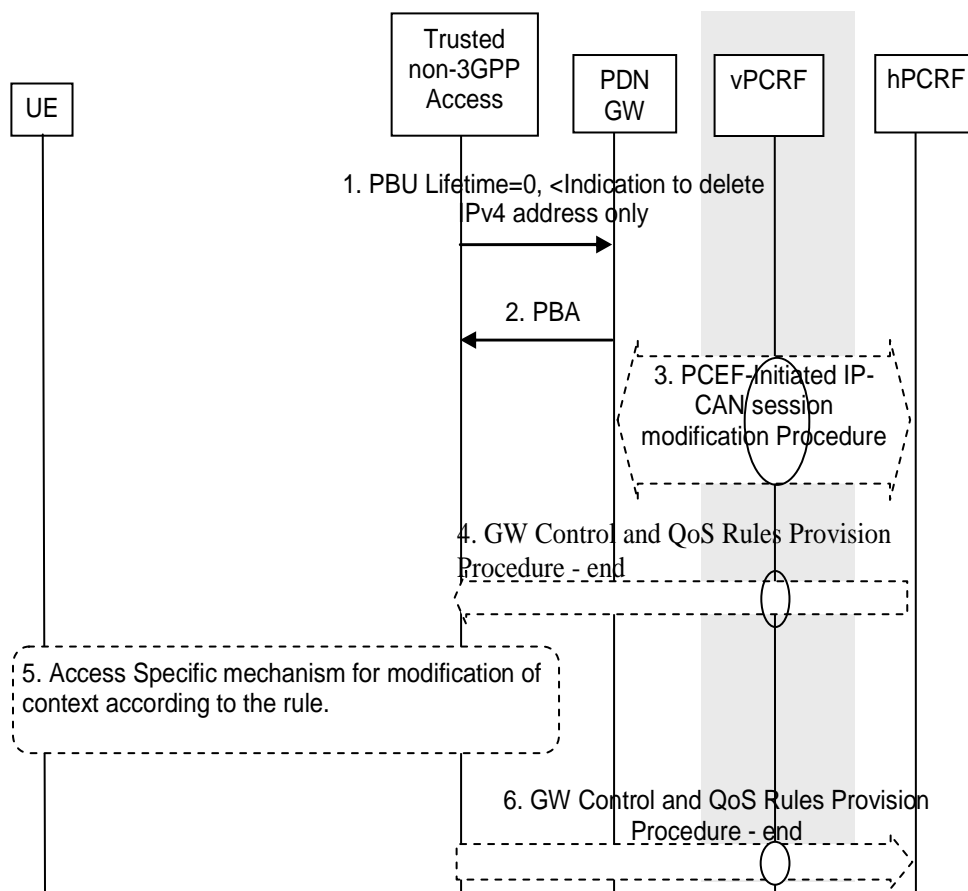 Trusted
non-3GPP
Access
UE
PDN
GW
vPCRF
hPCRF
1. PBU Lifetime=0, <Indication to delete
IPv4 address only
2. PBA
3. PCEF-Initiated IP-
CAN session
modification Procedure
4. GW Control and QoS Rules Provision
Procedure - end
5. Access Specific mechanism for modification of
context according to the rule.
6. GW Control and QoS Rules Provision
Procedure - end